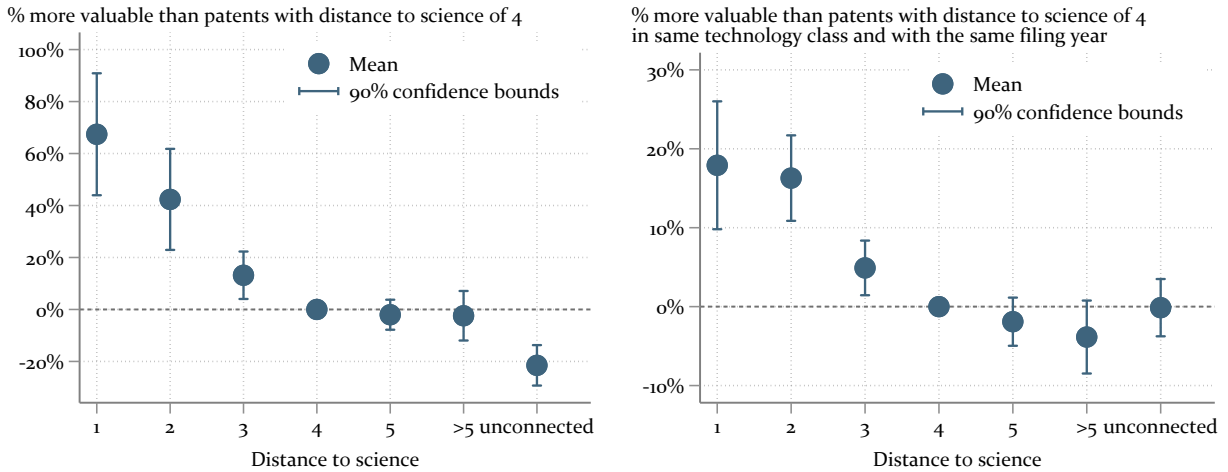 % more valuable than patents with distance to science of 4
100%
80%
60%
40%
20%
0%
-20%
Mean
90% confidence bounds
1 2 3 4 5 >5 unconnected
Distance to science
% more valuable than patents with distance to science of 4
in same technology class and with the same filing year
30%
20%
10%
0%
-10%
Mean
90% confidence bounds
1 2 3 4 5 >5 unconnected
Distance to science